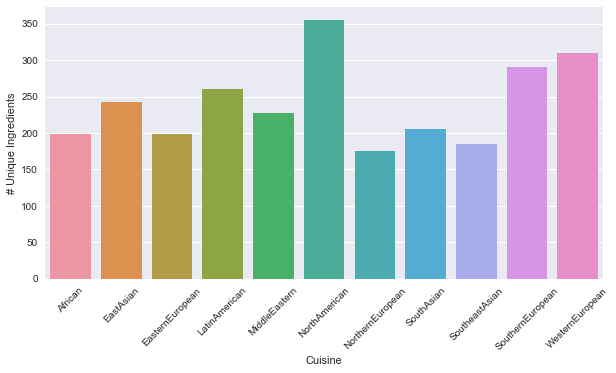 # Unique Ingredients
350
300
250
200
150
100
50
0
African
EastAsian
EasternEuropean
LatinAmerican
MiddleEastern
NorthAmerican
NorthernEuropean
SouthAsian
SoutheastAsian
SouthernEuropean
WesternEuropean
Cuisine